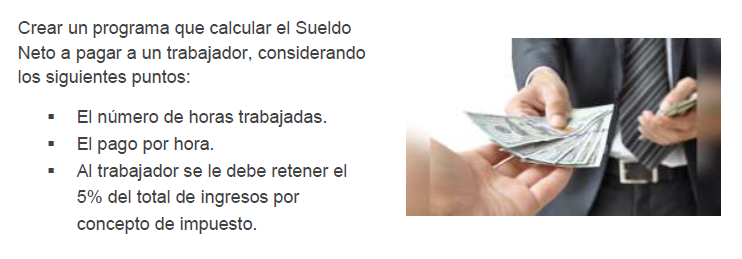 Crear un programa que calcular el Sueldo
Neto a pagar a un trabajador, considerando
los siguientes puntos:
▪ El número de horas trabajadas.
▪ El pago por hora.
▪ Al trabajador se le debe retener el
5% del total de ingresos por
concepto de impuesto.